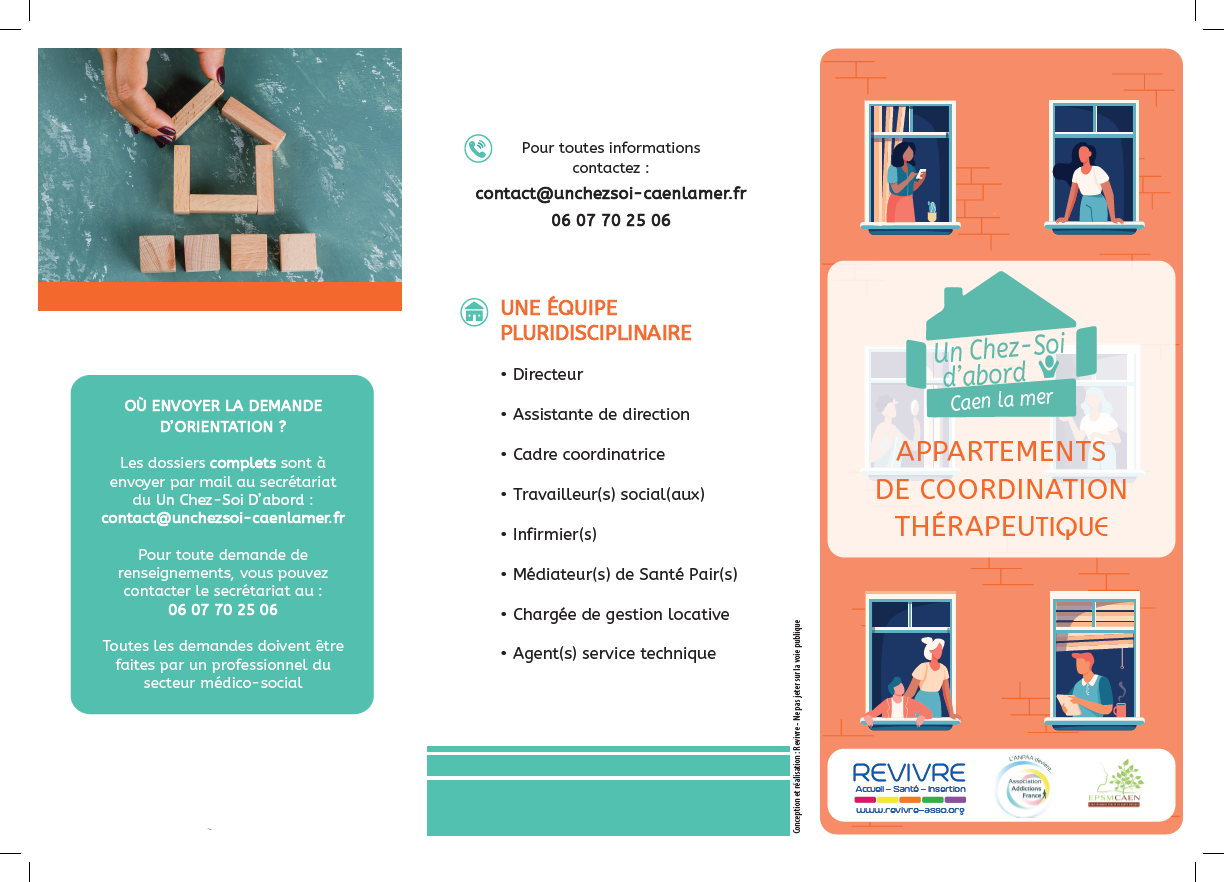 OÙ ENVOYER LA DEMANDE
D'ORIENTATION ?
Les dossiers complets sont à
envoyer par mail au secrétariat
du Un Chez-Soi D'abord :
contact@unchezsoi-caenlamer.fr
Pour toute demande de
renseignements, vous pouvez
contacter le secrétariat au :
06 07 70 25 06
Toutes les demandes doivent être
faites par un professionnel du
secteur médico-social
Pour toutes informations
contactez :
contact@unchezsoi-caenlamer.fr
06 07 70 25 06
UNE ÉQUIPE
PLURIDISCIPLINAIRE
• Directeur
• Assistante de direction
• Cadre coordinatrice
• Travailleur(s) social(aux)
• Infirmier(s)
• Médiateur(s) de Santé Pair(s)
• Chargée de gestion locative
• Agent(s) service technique
Conception et réalisation : Revivre - Ne pas jeter sur la voie publique
Un Chez-Soi
d'abord
Caen la mer
APPARTEMENTS
DE COORDINATION
THÉRAPEUTIQUE
REVIVRE
Accueil - Santé - Insertion
www.revivre-asso.org
L'ANPAA devient...
Association
Addictions
France
EPSM CAEN